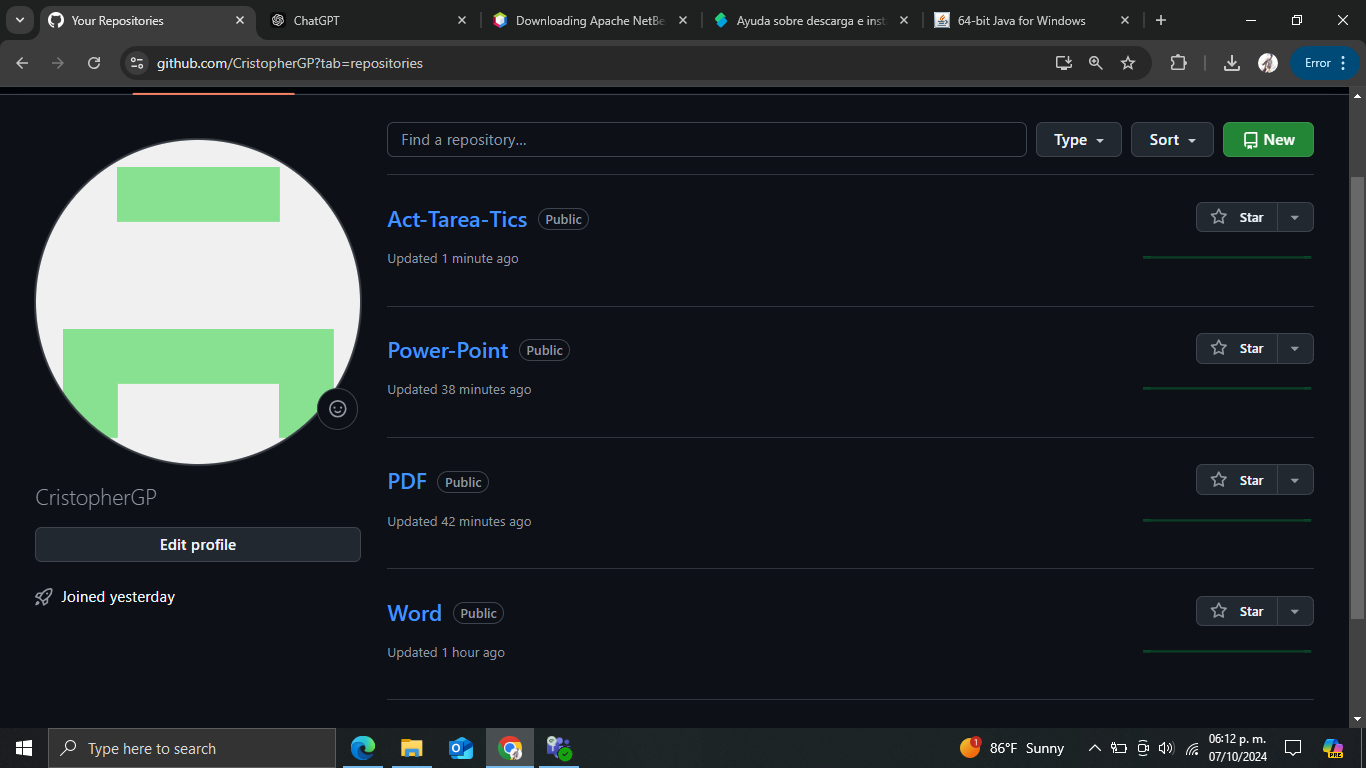 Your Repositories
ChatGPT
Downloading Apache NetBe
Ayuda sobre descarga e inst
64-bit Java for Windows
github.com/CristopherGP?tab=repositories
Error
Find a repository...
Type
Sort
New
Act-Tarea-Tics Public
Star
Updated 1 minute ago
Power-Point Public
Star
Updated 38 minutes ago
PDF Public
Star
Updated 42 minutes ago
Word Public
Star
Updated 1 hour ago
CristopherGP
Edit profile
Joined yesterday
Type here to search
1
86°F Sunny
06:12 p. m.
07/10/2024
PRE